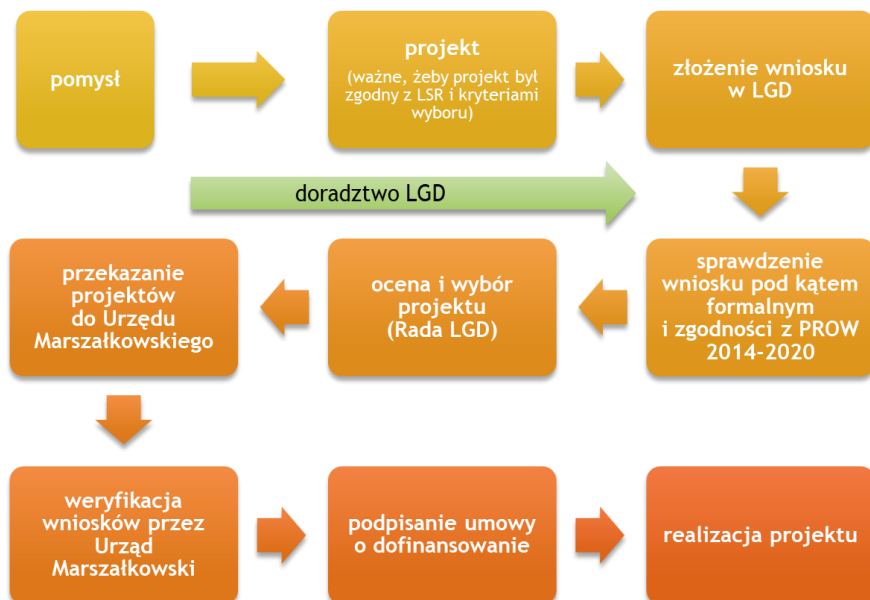 pomysł
projekt
(ważne, żeby projekt był
zgodny z LSR i kryteriami
wyboru)
złożenie wniosku
w LGD
doradztwo LGD
sprawdzenie
wniosku pod kątem
formalnym
i zgodności z PROW
2014-2020
ocena i wybór
projektu
(Rada LGD)
przekazanie
projektów
do Urzędu
Marszałkowskiego
weryfikacja
wniosków przez
Urząd
Marszałkowski
podpisanie umowy
o dofinansowanie
realizacja projektu